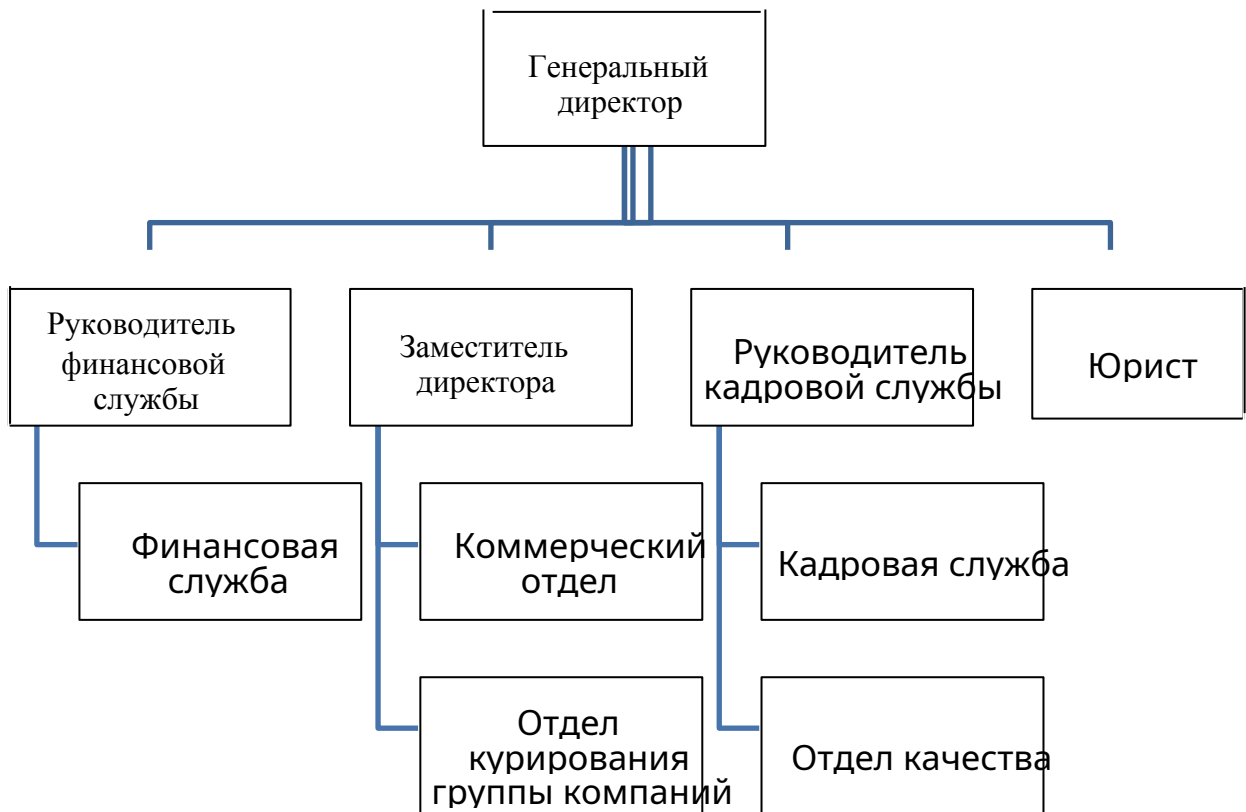 Генеральный
директор
Руководитель
финансовой
службы
Заместитель
директора
Руководитель
кадровой службы
Юрист
Финансовая
служба
Коммерческий
отдел
Кадровая служба
Отдел
курирования
группы компаний
Отдел качества